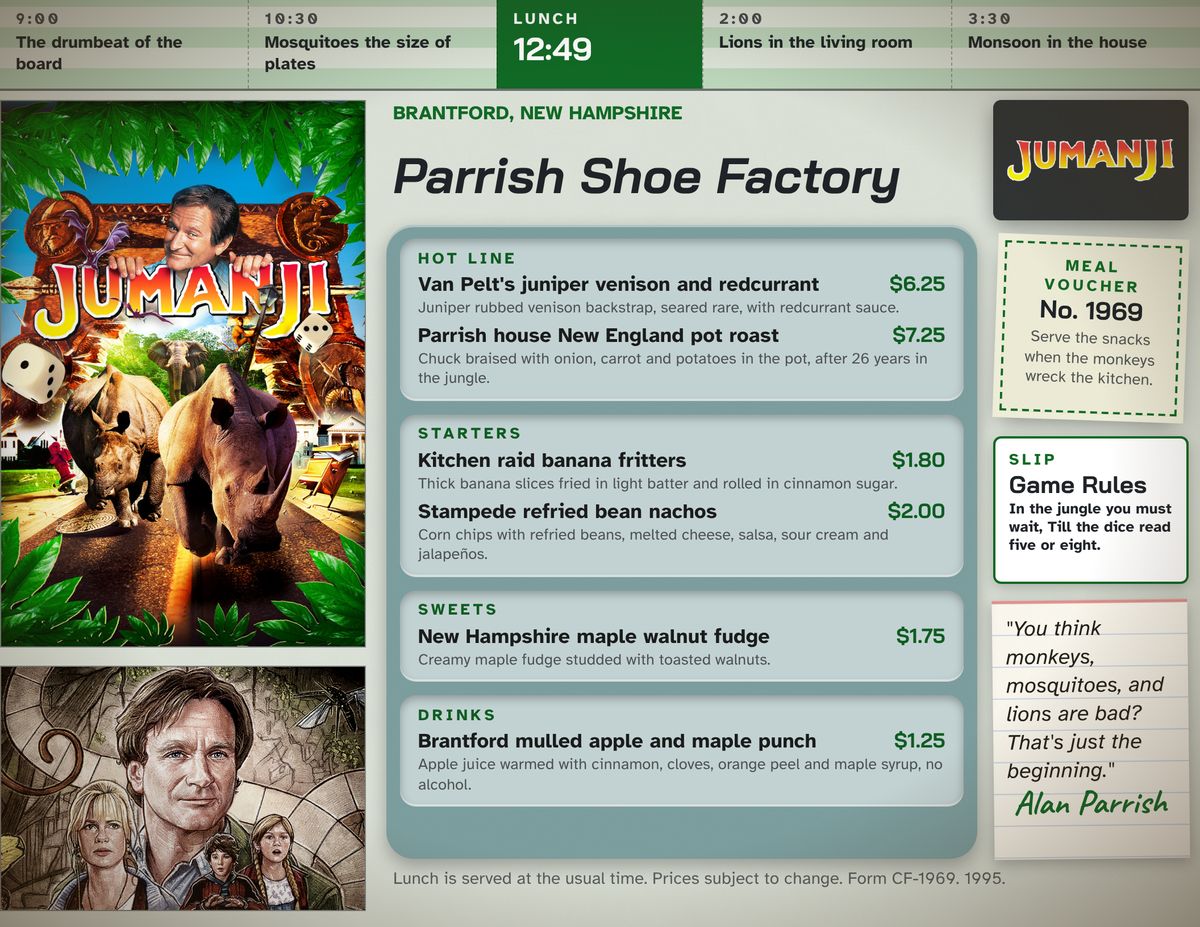 9:00
The drumbeat of the
board
10:30
Mosquitoes the size of
plates
LUNCH
12:49
2:00
Lions in the living room
3:30
Monsoon in the house
JUMANJI
BRANTFORD, NEW HAMPSHIRE
Parrish Shoe Factory
HOT LINE
Van Pelt's juniper venison and redcurrant $6.25
Juniper rubbed venison backstrap, seared rare, with redcurrant sauce.
Parrish house New England pot roast $7.25
Chuck braised with onion, carrot and potatoes in the pot, after 26 years in
the jungle.
STARTERS
Kitchen raid banana fritters $1.80
Thick banana slices fried in light batter and rolled in cinnamon sugar.
Stampede refried bean nachos $2.00
Corn chips with refried beans, melted cheese, salsa, sour cream and
jalapeños.
SWEETS
New Hampshire maple walnut fudge $1.75
Creamy maple fudge studded with toasted walnuts.
DRINKS
Brantford mulled apple and maple punch $1.25
Apple juice warmed with cinnamon, cloves, orange peel and maple syrup, no
alcohol.
Lunch is served at the usual time. Prices subject to change. Form CF-1969. 1995.
JUMANJI
MEAL
VOUCHER
No. 1969
Serve the snacks
when the monkeys
wreck the kitchen.
SLIP
Game Rules
In the jungle you must
wait, Till the dice read
five or eight.
"You think
monkeys,
mosquitoes, and
lions are bad?
That's just the
beginning."
Alan Parrish